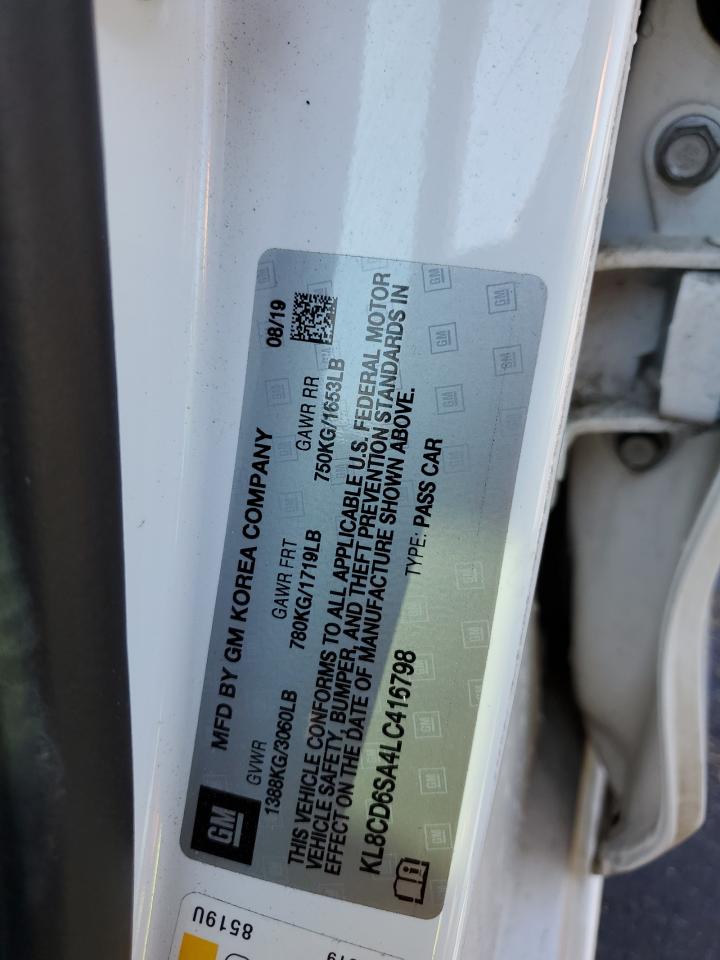 MFD BY GM KOREA COMPANY 08/19
GVWR GAWR FRT GAWR RR
1388KG/3060LB 780KG/1719LB 750KG/1653LB
THIS VEHICLE CONFORMS TO ALL APPLICABLE U.S. FEDERAL MOTOR
VEHICLE SAFETY, BUMPER, AND THEFT PREVENTION STANDARDS IN
EFFECT ON THE DATE OF MANUFACTURE SHOWN ABOVE.
KL8CD6SA4LC416798 TYPE: PASS CAR
GM
8519U